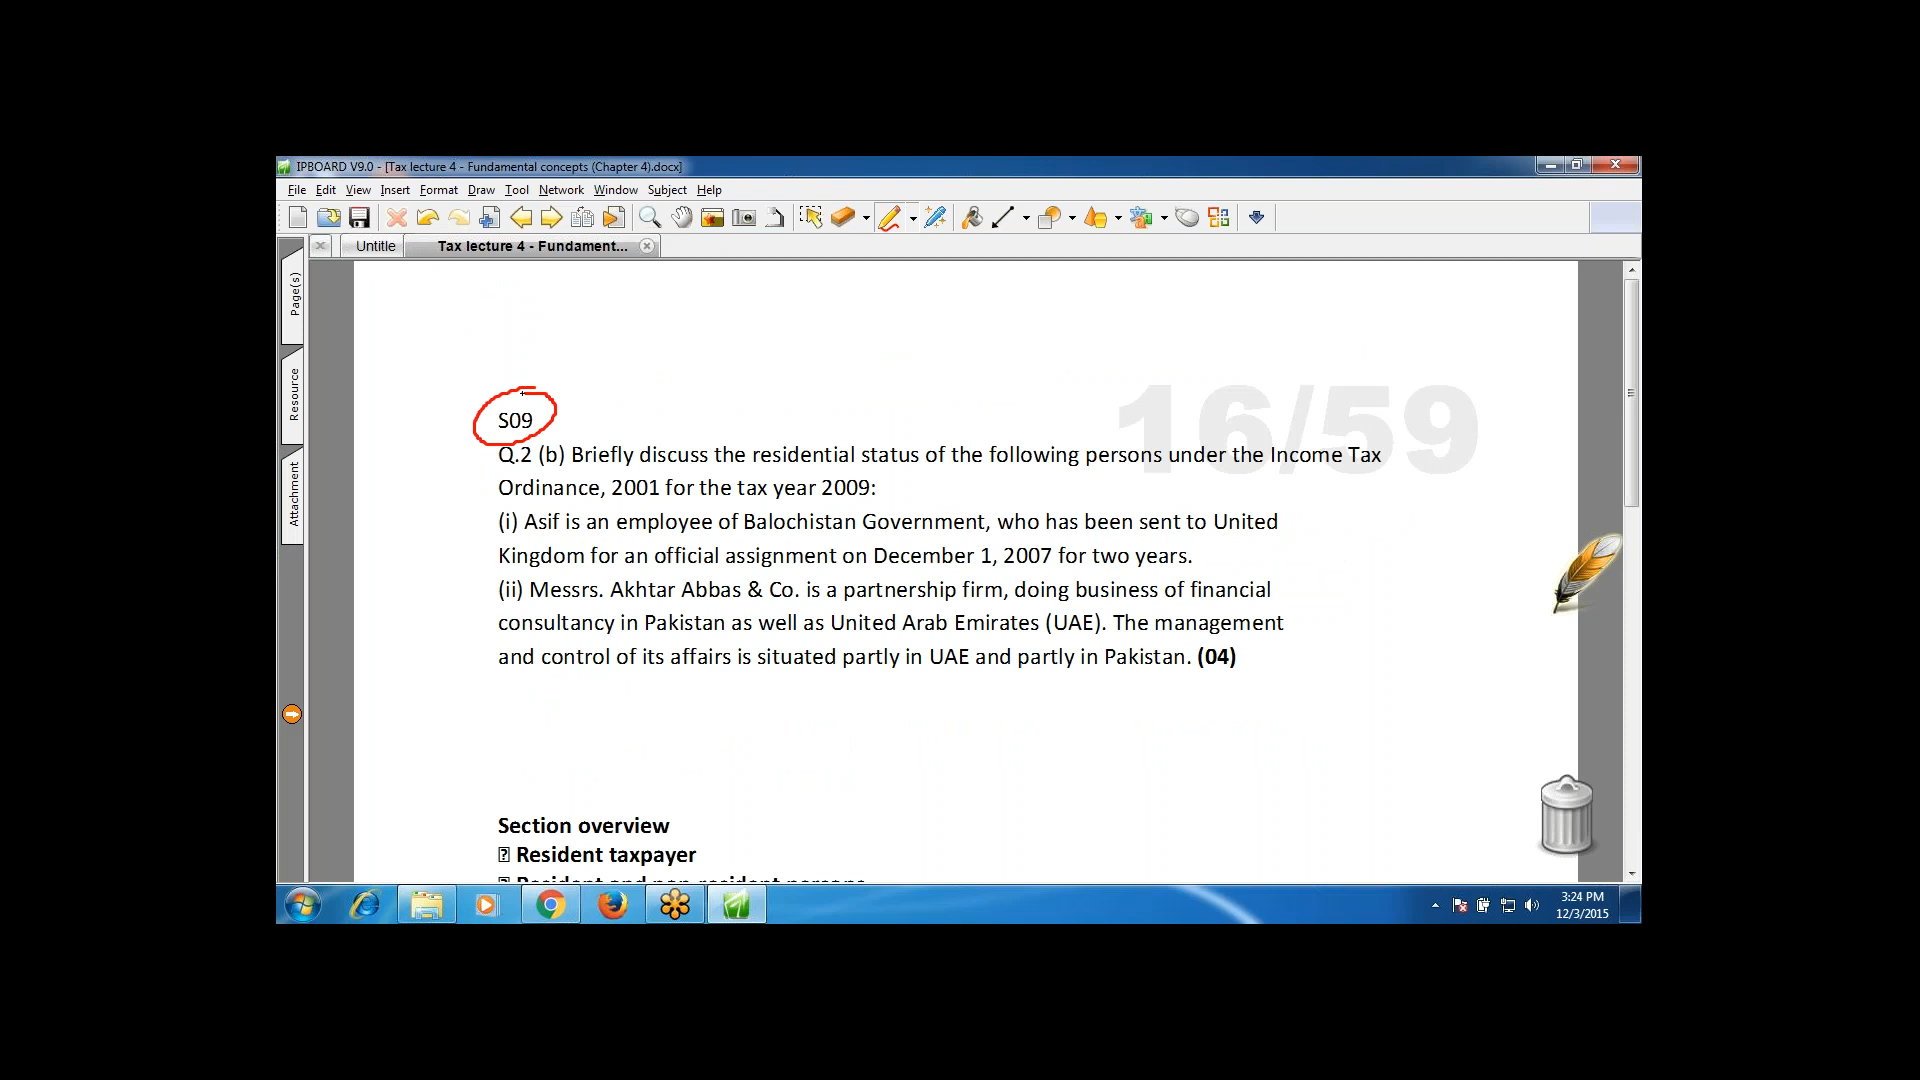 IPBOARD V9.0 - [Tax lecture 4 - Fundamental concepts (Chapter 4).docx]
File Edit View Insert Format Draw Tool Network Window Subject Help
Untitle Tax lecture 4 - Fundament...
Page(s)
Resource
Attachment
16/59
S09
Q.2 (b) Briefly discuss the residential status of the following persons under the Income Tax
Ordinance, 2001 for the tax year 2009:
(i) Asif is an employee of Balochistan Government, who has been sent to United
Kingdom for an official assignment on December 1, 2007 for two years.
(ii) Messrs. Akhtar Abbas & Co. is a partnership firm, doing business of financial
consultancy in Pakistan as well as United Arab Emirates (UAE). The management
and control of its affairs is situated partly in UAE and partly in Pakistan. (04)
Section overview
Resident taxpayer
Resident and non resident persons
3:24 PM
12/3/2015